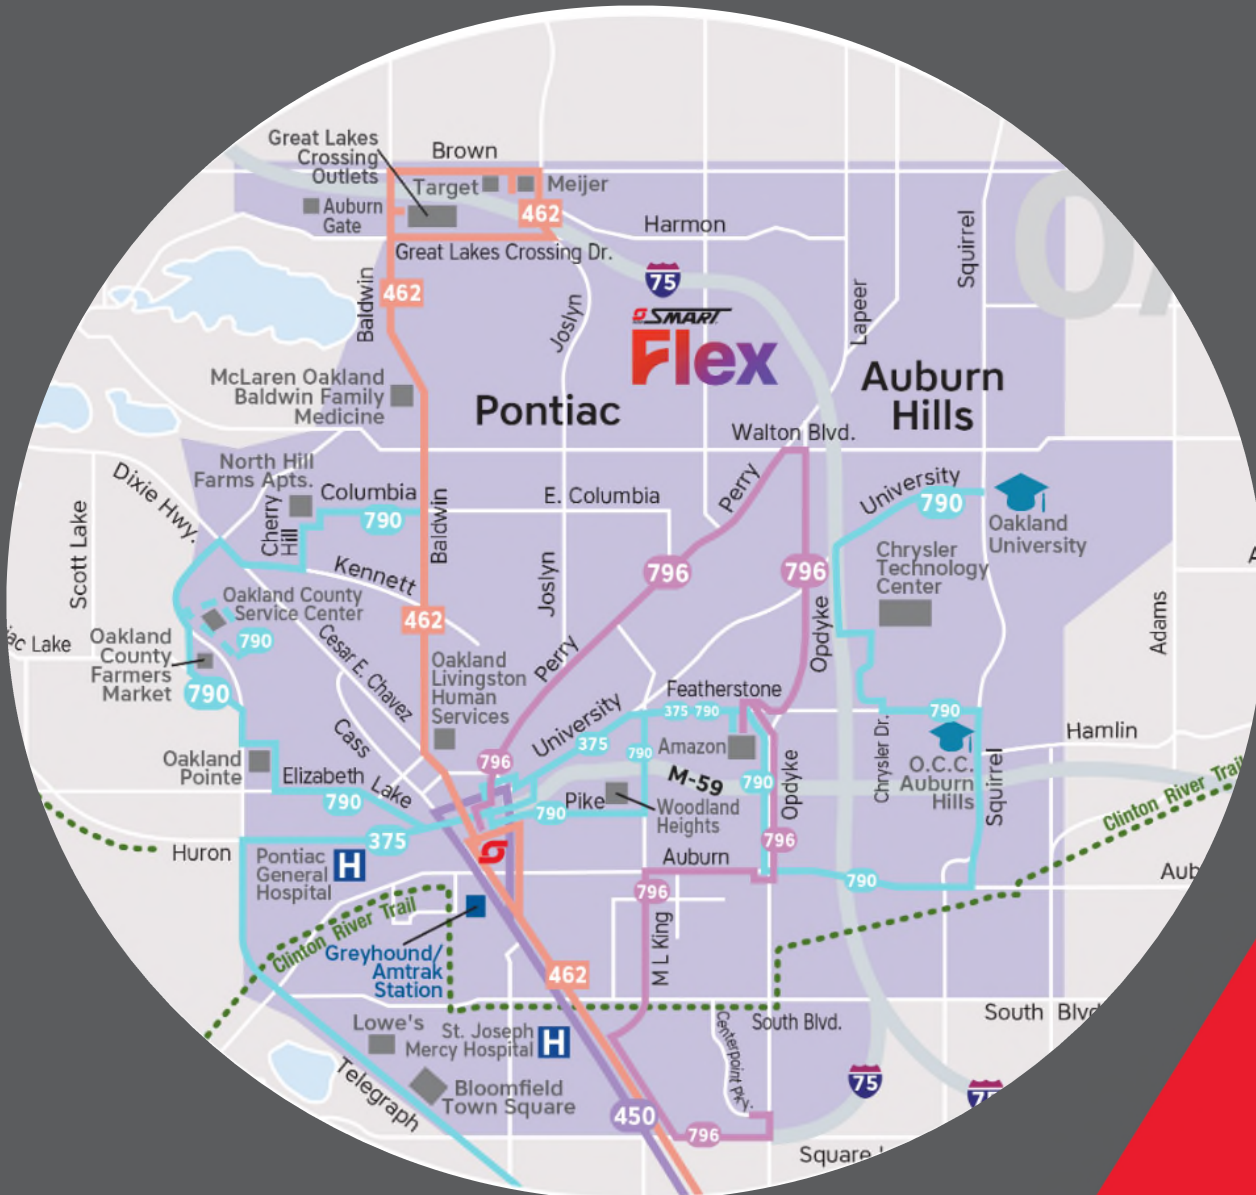 Great Lakes
Crossing
Outlets
Brown
Target
Meijer
Auburn
Gate
462
Harmon
Great Lakes Crossing Dr.
Squirrel
75
462
Baldwin
Joslyn
SMART
Flex
Lapeer
McLaren Oakland
Baldwin Family
Medicine
Pontiac
Auburn
Hills
Walton Blvd.
Dixie Hwy.
North Hill
Farms Apts.
Columbia
790
Cherry
Hill
Baldwin
E. Columbia
Perry
University
790
Oakland
University
Scott Lake
Kennett
Joslyn
796
796
Chrysler
Technology
Center
Oakland County
Service Center
790
462
Opdyke
Adams
Lake
Oakland
County
Farmers
Market
790
Cesar E. Chavez
Oakland
Livingston
Human
Services
Perry
Featherstone
375
790
University
375
790
Amazon
790
Hamlin
Oakland
Pointe
Cass
Lake
Elizabeth
790
796
M-59
790
Opdyke
Chrysler Dr.
O.C.C.
Auburn
Hills
Squirrel
Clinton River Trail
Pike
790
Woodland
Heights
Huron
375
Pontiac
General
Hospital
H
Auburn
796
790
796
Clinton River Trail
Greyhound/
Amtrak
Station
M L King
462
South Blvd.
South
Lowe's
St. Joseph
Mercy Hospital
H
Centerpoint Pky.
Telegraph
Bloomfield
Town Square
450
796
75
75
Square